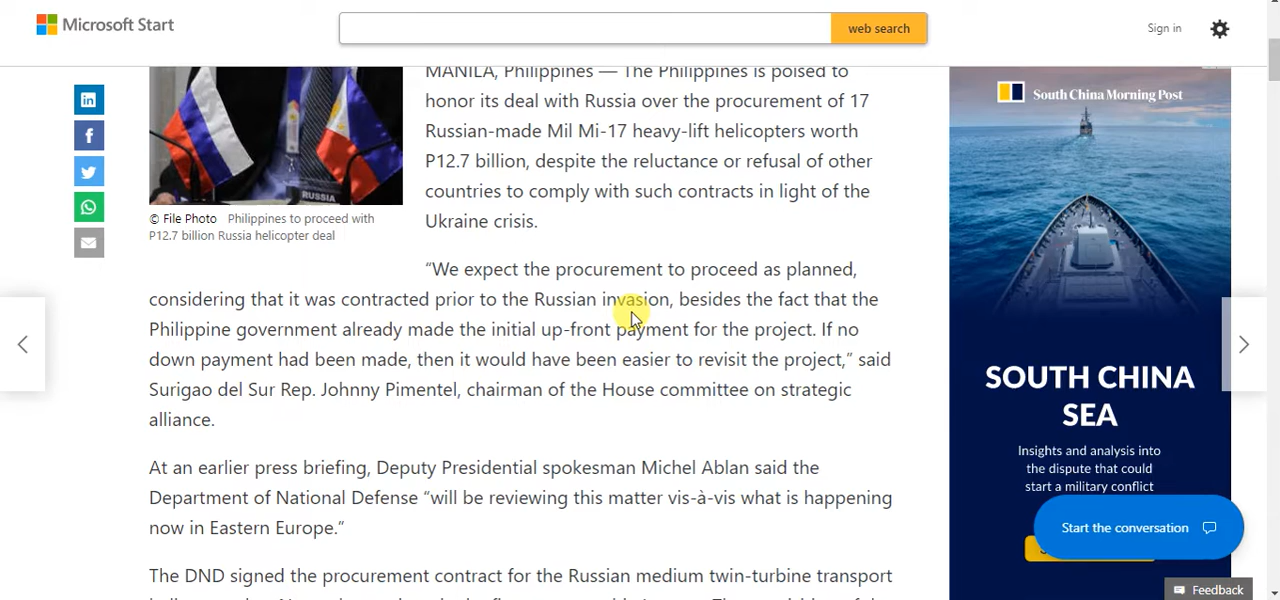 Microsoft Start
web search
Sign in
RUSSIA
© File Photo Philippines to proceed with
P12.7 billion Russia helicopter deal
MANILA, Philippines — The Philippines is poised to
honor its deal with Russia over the procurement of 17
Russian-made Mil Mi-17 heavy-lift helicopters worth
P12.7 billion, despite the reluctance or refusal of other
countries to comply with such contracts in light of the
Ukraine crisis.
“We expect the procurement to proceed as planned,
considering that it was contracted prior to the Russian invasion, besides the fact that the
Philippine government already made the initial up-front payment for the project. If no
down payment had been made, then it would have been easier to revisit the project,” said
Surigao del Sur Rep. Johnny Pimentel, chairman of the House committee on strategic
alliance.
At an earlier press briefing, Deputy Presidential spokesman Michel Ablan said the
Department of National Defense “will be reviewing this matter vis-à-vis what is happening
now in Eastern Europe.“
The DND signed the procurement contract for the Russian medium twin-turbine transport
South China Morning Post
SOUTH CHINA
SEA
Insights and analysis into
the dispute that could
start a military conflict
Start the conversation
Feedback